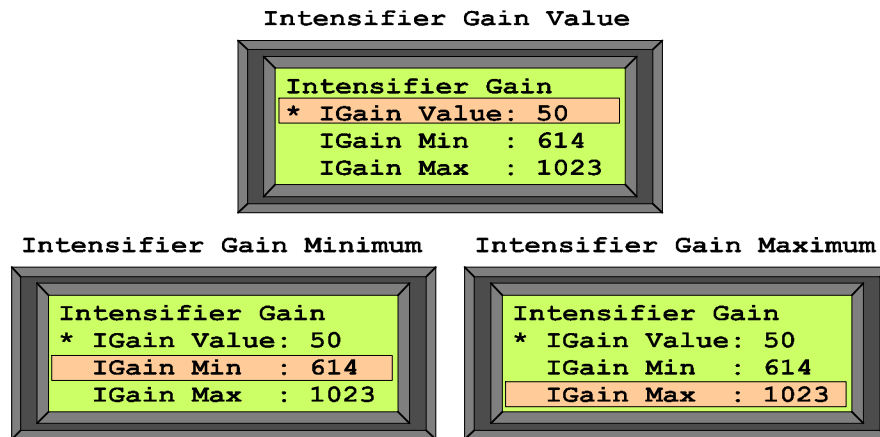 Intensifier Gain Value
Intensifier Gain
* IGain Value: 50
IGain Min : 614
IGain Max : 1023
Intensifier Gain Minimum
Intensifier Gain
* IGain Value: 50
IGain Min : 614
IGain Max : 1023
Intensifier Gain Maximum
Intensifier Gain
* IGain Value: 50
IGain Min : 614
IGain Max : 1023